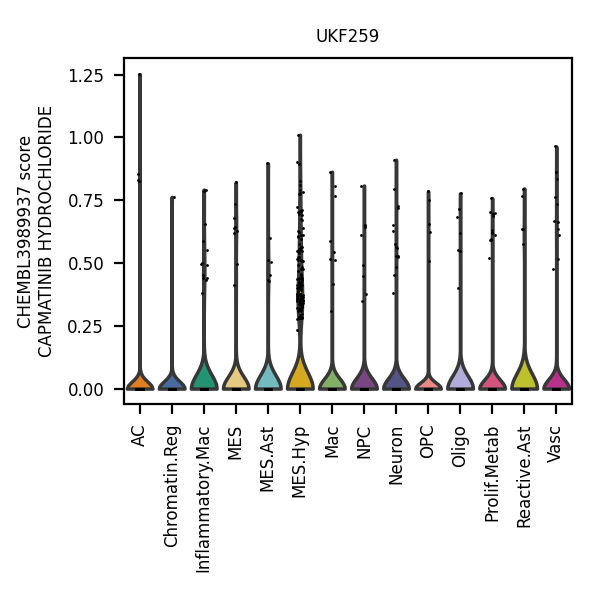 UKF259
CHEMBL3989937 score
CAPMATINIB HYDROCHLORIDE
1.25
1.00
0.75
0.50
0.25
0.00
AC
Chromatin.Reg
Inflammatory.Mac
MES
MES.Ast
MES.Hyp
Mac
NPC
Neuron
OPC
Oligo
Prolif.Metab
Reactive.Ast
Vasc